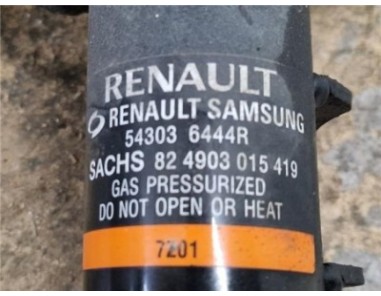 RENAULT
RENAULT SAMSUNG
54303 6444R
SACHS 82 4903 015 419
GAS PRESSURIZED
DO NOT OPEN OR HEAT
7201